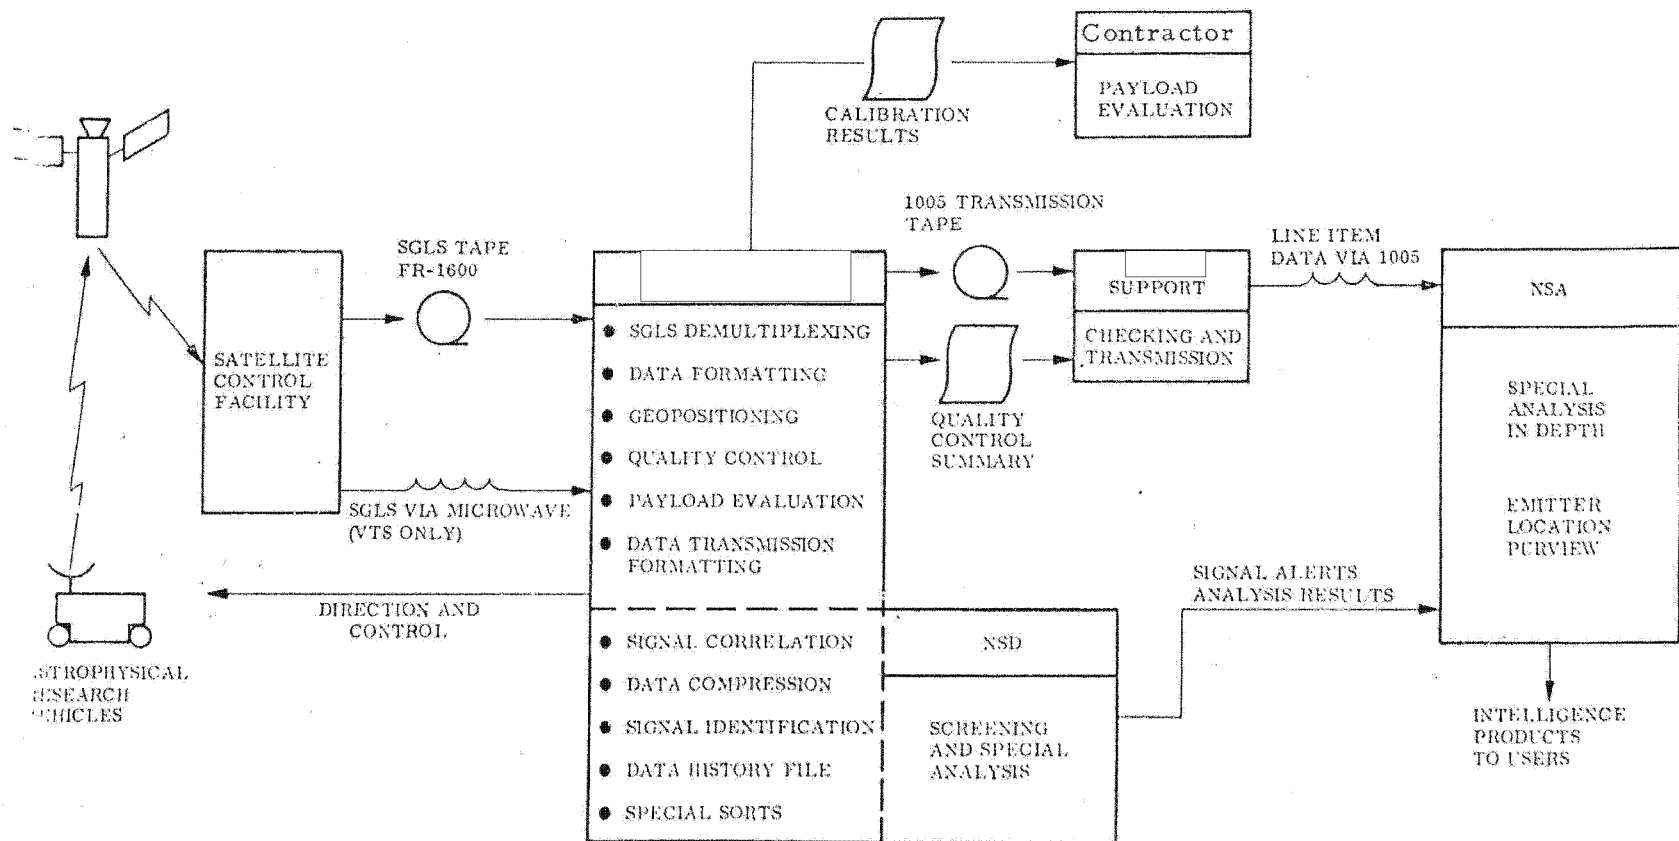 Contractor
PAYLOAD
EVALUATION
CALIBRATION
RESULTS
1005 TRANSMISSION
TAPE
SGLS TAPE
FR-1600
LINE ITEM
DATA VIA 1005
SUPPORT
CHECKING AND
TRANSMISSION
NSA
SPECIAL
ANALYSIS
IN DEPTH
EMITTER
LOCATION
PURVIEW
SATELLITE
CONTROL
FACILITY
● SGLS DEMULTIPLEXING
● DATA FORMATTING
● GEOPOSITIONING
● QUALITY CONTROL
● PAYLOAD EVALUATION
● DATA TRANSMISSION
FORMATTING
QUALITY
CONTROL
SUMMARY
SGLS VIA MICROWAVE
(VTS ONLY)
DIRECTION AND
CONTROL
SIGNAL ALERTS
ANALYSIS RESULTS
● SIGNAL CORRELATION
● DATA COMPRESSION
● SIGNAL IDENTIFICATION
● DATA HISTORY FILE
● SPECIAL SORTS
NSD
SCREENING
AND SPECIAL
ANALYSIS
STROPHYSICAL
ESEARCH
EHICLES
INTELLIGENCE
PRODUCTS
TO USERS